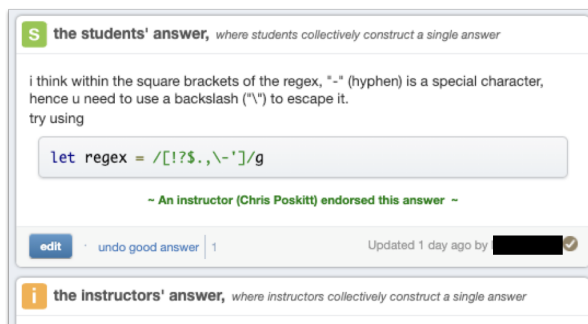 S the students' answer, where students collectively construct a single answer
i think within the square brackets of the regex, "-" (hyphen) is a special character,
hence u need to use a backslash ("\") to escape it.
try using
let regex = /[!?$.,\-']/g
~ An instructor (Chris Poskitt) endorsed this answer ~
edit · undo good answer 1 Updated 1 day ago by
i the instructors' answer, where instructors collectively construct a single answer